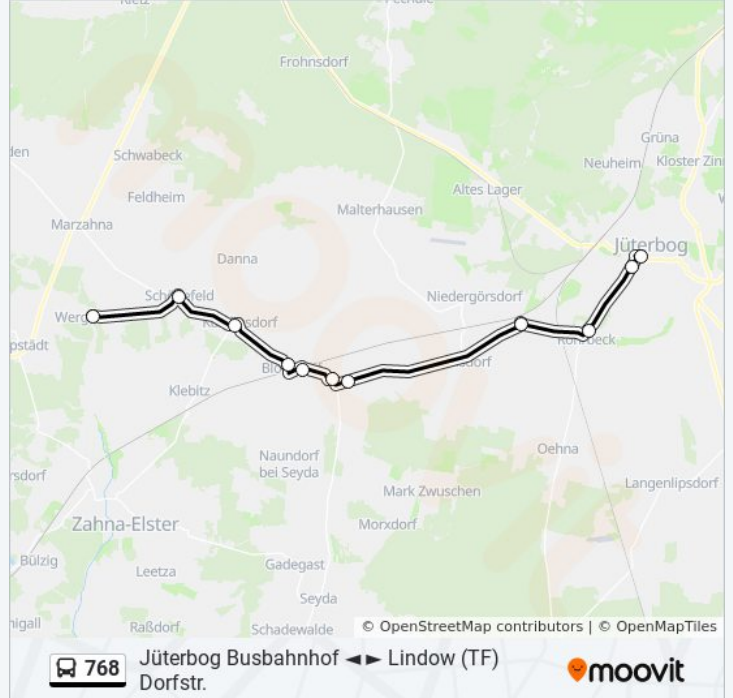 Frohnsdorf
Grüna
Schwabeck
Neuheim
Kloster Zin
Altes Lager
Feldheim
Malterhausen
Marzahna
Jüterbog
Danna
Niedergörsdorf
Klebitz
Oehna
Naundorf
bei Seyda
Langenlipsdorf
Mark Zwuschen
Zahna-Elster
Morxdorf
Bülzig
Gadegast
Leetza
Seyda
Raßdorf
Schadewalde
© OpenStreetMap contributors | © OpenMapTiles
768
Jüterbog Busbahnhof ◄► Lindow (TF)
Dorfstr.
moovit